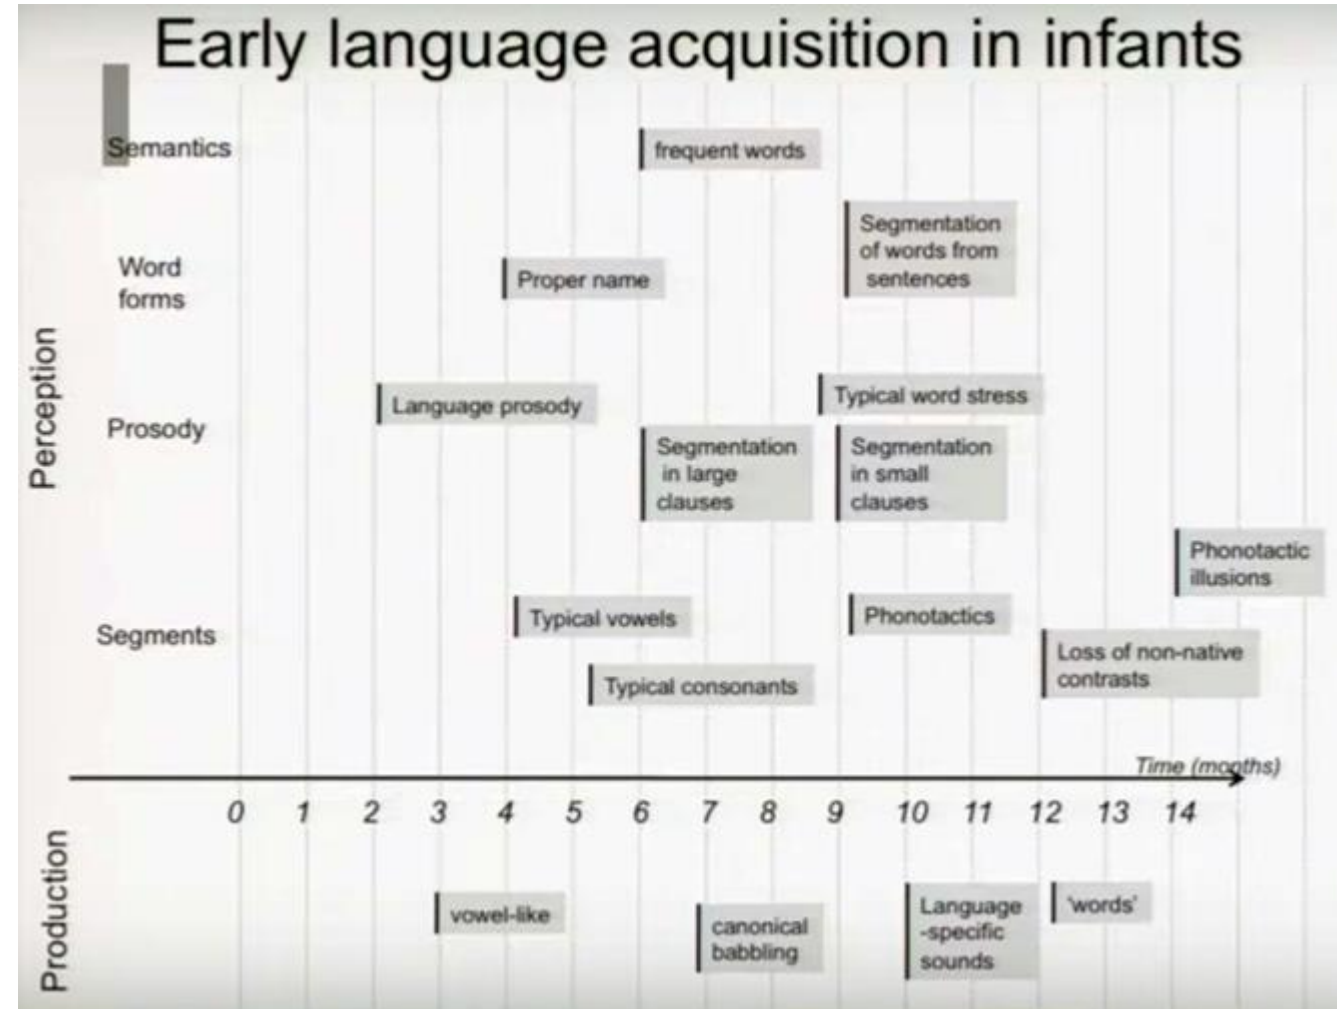 Early language acquisition in infants
Semantics
frequent words
Segmentation
of words from
sentences
Word
forms
Proper name
Perception
Language prosody
Typical word stress
Prosody
Segmentation
in large
clauses
Segmentation
in small
clauses
Phonotactic
illusions
Typical vowels
Phonotactics
Segments
Loss of non-native
contrasts
Typical consonants
Time (months)
0 1 2 3 4 5 6 7 8 9 10 11 12 13 14
Production
vowel-like
canonical
babbling
Language
-specific
sounds
'words'